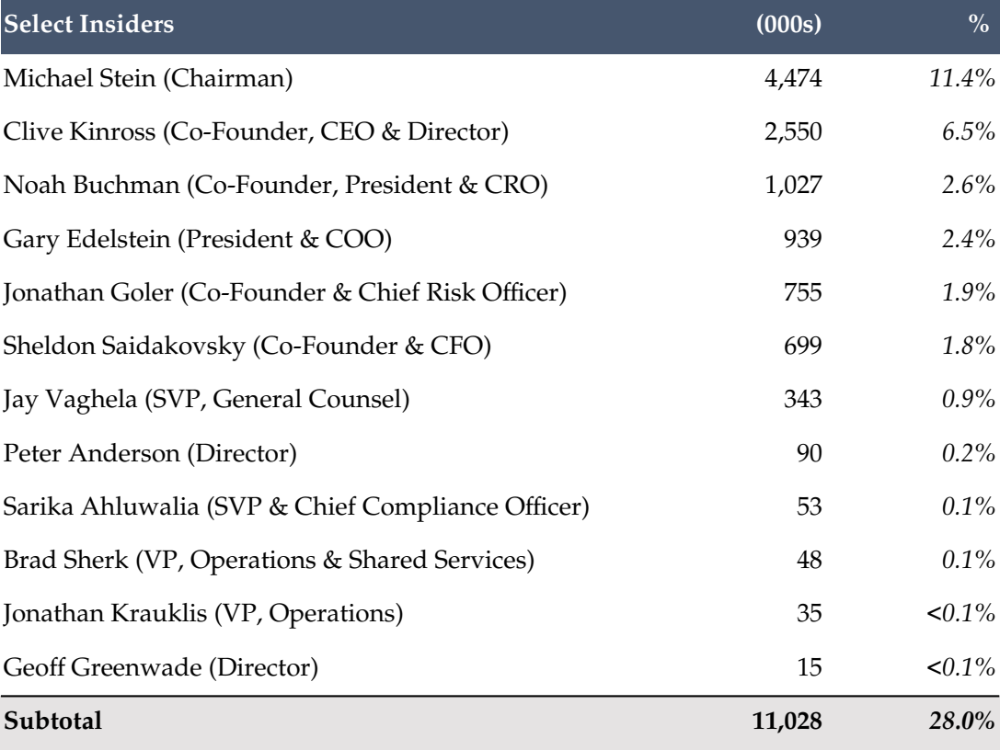 Select Insiders (000s) %
Michael Stein (Chairman) 4,474 11.4%
Clive Kinross (Co-Founder, CEO & Director) 2,550 6.5%
Noah Buchman (Co-Founder, President & CRO) 1,027 2.6%
Gary Edelstein (President & COO) 939 2.4%
Jonathan Goler (Co-Founder & Chief Risk Officer) 755 1.9%
Sheldon Saidakovsky (Co-Founder & CFO) 699 1.8%
Jay Vaghela (SVP, General Counsel) 343 0.9%
Peter Anderson (Director) 90 0.2%
Sarika Ahluwalia (SVP & Chief Compliance Officer) 53 0.1%
Brad Sherk (VP, Operations & Shared Services) 48 0.1%
Jonathan Krauklis (VP, Operations) 35 <0.1%
Geoff Greenwade (Director) 15 <0.1%
Subtotal 11,028 28.0%